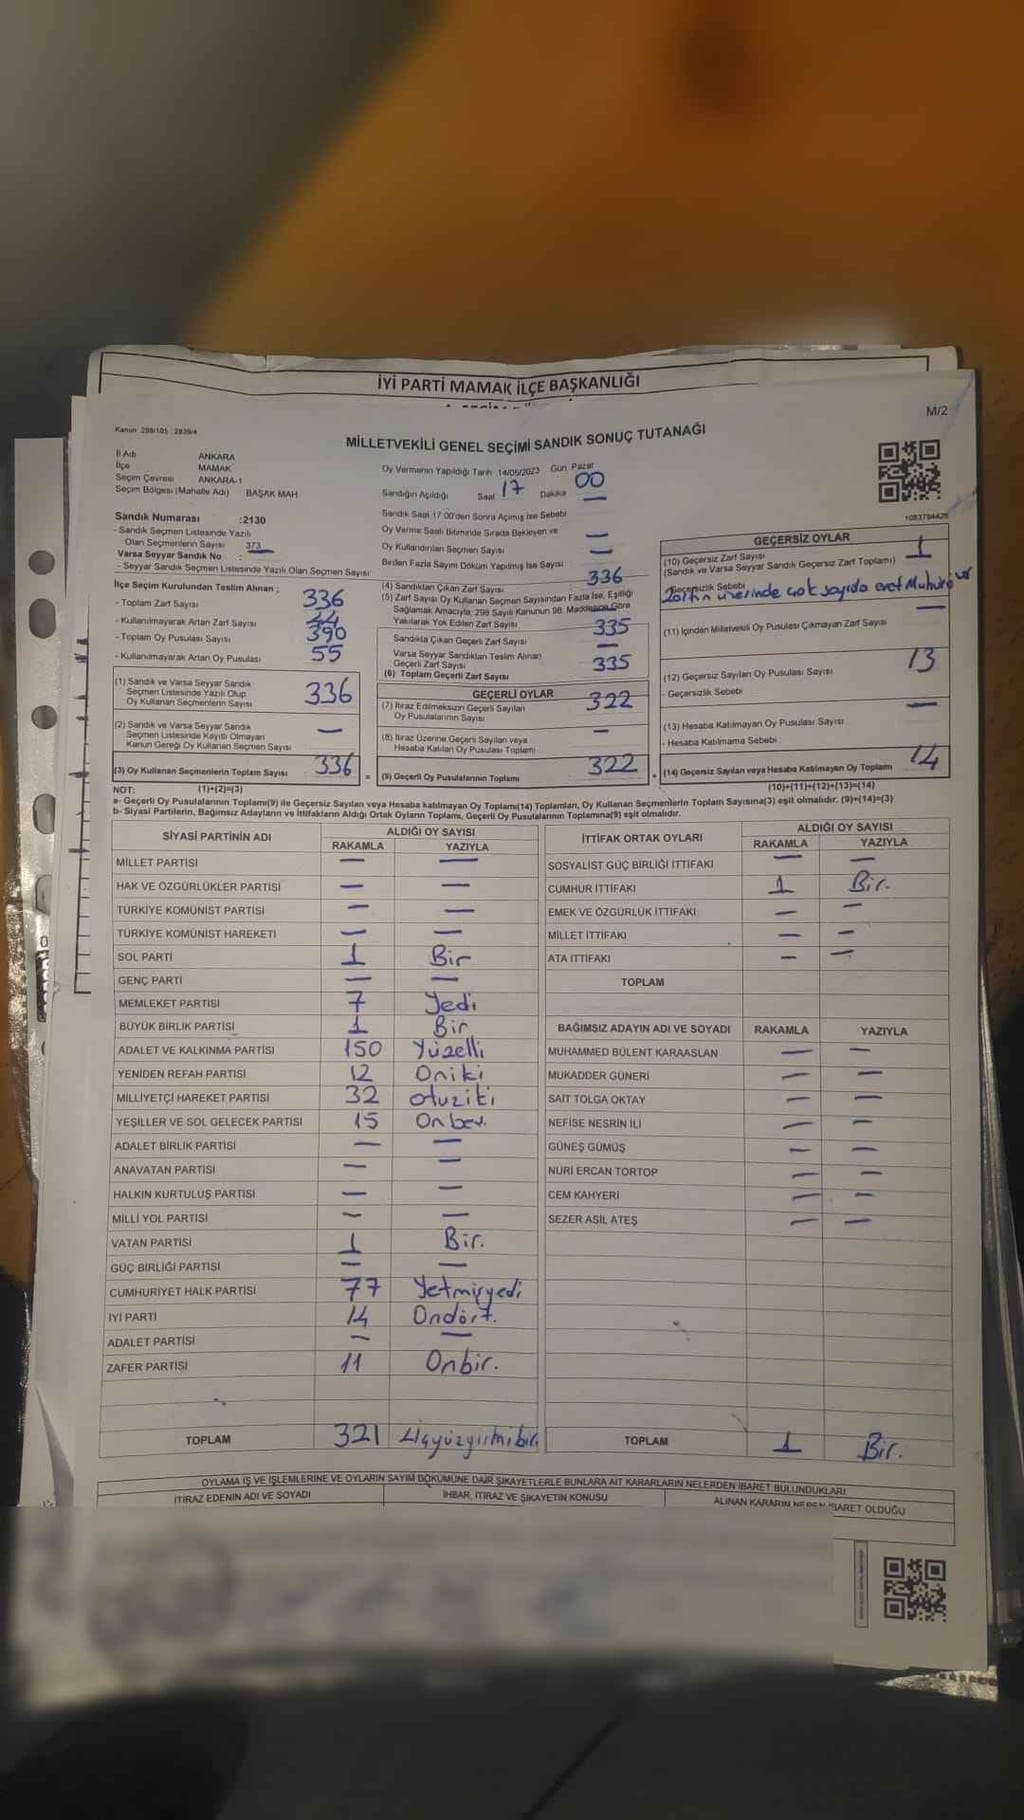 İYİ PARTİ MAMAK İLÇE BAŞKANLIĞI
M/2
Kanun 298/105 : 2839/4
MİLLETVEKİLİ GENEL SEÇİMİ SANDIK SONUÇ TUTANAĞI
İl Adı ANKARA
İlçe MAMAK
Seçim Çevresi ANKARA-1
Seçim Bölgesi (Mahalle Adı) BAŞAK MAH
Oy Vermenin Yapıldığı Tarih 14/05/2023 Gün Pazar
Sandığın Açıldığı Saat 17 Dakika 00
Sandık Saat 17:00'den Sonra Açılmış İse Sebebi —
Oy Verme Saati Bitiminde Sırada Bekleyen ve
Oy Kullandırılan Seçmen Sayısı —
Birden Fazla Sayım Döküm Yapılmış İse Sayısı —
1083784426
Sandık Numarası :2130
- Sandık Seçmen Listesinde Yazılı
Olan Seçmenlerin Sayısı 373
Varsa Seyyar Sandık No :
- Seyyar Sandık Seçmen Listesinde Yazılı Olan Seçmen Sayısı
İlçe Seçim Kurulundan Teslim Alınan ;
- Toplam Zarf Sayısı 336
- Kullanılmayarak Artan Zarf Sayısı
- Toplam Oy Pusulası Sayısı 390
- Kullanılmayarak Artan Oy Pusulası 55
(1) Sandık ve Varsa Seyyar Sandık
Seçmen Listesinde Yazılı Olup
Oy Kullanan Seçmenlerin Sayısı 336
(2) Sandık ve Varsa Seyyar Sandık
Seçmen Listesinde Kayıtlı Olmayan
Kanun Gereği Oy Kullanan Seçmen Sayısı —
(3) Oy Kullanan Seçmenlerin Toplam Sayısı 336 =
(4) Sandıktan Çıkan Zarf Sayısı 336
(5) Zarf Sayısı Oy Kullanan Seçmen Sayısından Fazla İse, Eşitliği
Sağlamak Amacıyla; 298 Sayılı Kanunun 98. Maddesine Göre
Yakılarak Yok Edilen Zarf Sayısı
Sandıkta Çıkan Geçerli Zarf Sayısı 335
Varsa Seyyar Sandıktan Teslim Alınan
Geçerli Zarf Sayısı —
(6) Toplam Geçerli Zarf Sayısı 335
GEÇERLİ OYLAR
(7) İtiraz Edilmeksizin Geçerli Sayılan
Oy Pusulalarının Sayısı 322
(8) İtiraz Üzerine Geçerli Sayılan veya
Hesaba Katılan Oy Pusulası Toplamı —
(9) Geçerli Oy Pusulalarının Toplamı 322 +
GEÇERSİZ OYLAR
(10) Geçersiz Zarf Sayısı 1
(Sandık ve Varsa Seyyar Sandık Geçersiz Zarf Toplamı)
Geçersizlik Sebebi üzerinde çok sayıda evet
(11) İçinden Milletvekili Oy Pusulası Çıkmayan Zarf Sayısı —
(12) Geçersiz Sayılan Oy Pusulası Sayısı 13
- Geçersizlik Sebebi
(13) Hesaba Katılmayan Oy Pusulası Sayısı —
- Hesaba Katılmama Sebebi :
(14) Geçersiz Sayılan veya Hesaba Katılmayan Oy Toplamı 14
NOT: (1)+(2)=(3) (10)+(11)+(12)+(13)=(14)
a- Geçerli Oy Pusulalarının Toplamı(9) ile Geçersiz Sayılan veya Hesaba katılmayan Oy Toplamı(14) Toplamları, Oy Kullanan Seçmenlerin Toplam Sayısına(3) eşit olmalıdır. (9)+(14)=(3)
b- Siyasi Partilerin, Bağımsız Adayların ve İttifakların Aldığı Ortak Oyların Toplamı, Geçerli Oy Pusulalarının Toplamına(9) eşit olmalıdır.
SİYASİ PARTİNİN ADI ALDIĞI OY SAYISI
RAKAMLA YAZIYLA
MİLLET PARTİSİ — —
HAK VE ÖZGÜRLÜKLER PARTİSİ — —
TÜRKİYE KOMÜNİST PARTİSİ — —
TÜRKİYE KOMÜNİST HAREKETİ — —
SOL PARTİ 1 Bir
GENÇ PARTİ — —
MEMLEKET PARTİSİ 7 Yedi
BÜYÜK BİRLİK PARTİSİ 1 Bir
ADALET VE KALKINMA PARTİSİ 150 Yüzelli
YENİDEN REFAH PARTİSİ 12 Oniki
MİLLİYETÇİ HAREKET PARTİSİ 32 otuziki
YEŞİLLER VE SOL GELECEK PARTİSİ 15 Onbeş.
ADALET BİRLİK PARTİSİ — —
ANAVATAN PARTİSİ — —
HALKIN KURTULUŞ PARTİSİ — —
MİLLİ YOL PARTİSİ — —
VATAN PARTİSİ 1 Bir.
GÜÇ BİRLİĞİ PARTİSİ — —
CUMHURİYET HALK PARTİSİ 77 Yetmişyedi
İYİ PARTİ 14 Ondört.
ADALET PARTİSİ — —
ZAFER PARTİSİ 11 Onbir.
TOPLAM 321 Üçyüzyirmibir.
İTTİFAK ORTAK OYLARI ALDIĞI OY SAYISI
RAKAMLA YAZIYLA
SOSYALİST GÜÇ BİRLİĞİ İTTİFAKI — —
CUMHUR İTTİFAKI 1 Bir.
EMEK VE ÖZGÜRLÜK İTTİFAKI — —
MİLLET İTTİFAKI — —
ATA İTTİFAKI — —
TOPLAM
BAĞIMSIZ ADAYIN ADI VE SOYADI RAKAMLA YAZIYLA
MUHAMMED BÜLENT KARAASLAN — —
MUKADDER GÜNERİ — —
SAİT TOLGA OKTAY — —
NEFİSE NESRİN İLİ — —
GÜNEŞ GÜMÜŞ — —
NURİ ERCAN TORTOP — —
CEM KAHYERİ — —
SEZER ASİL ATEŞ — —
TOPLAM 1 Bir.
OYLAMA İŞ VE İŞLEMLERİNE VE OYLARIN SAYIM DÖKÜMÜNE DAİR ŞİKAYETLERLE BUNLARA AİT KARARLARIN NELERDEN İBARET BULUNDUKLARI
İTİRAZ EDENİN ADI VE SOYADI İHBAR, İTİRAZ VE ŞİKAYETİN KONUSU ALINAN KARARIN NEDEN İBARET OLDUĞU